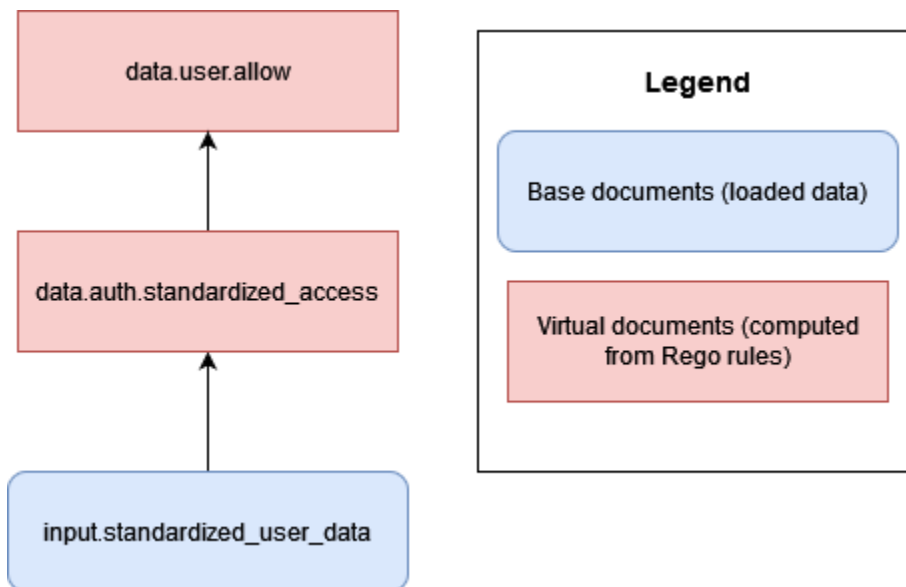 data.user.allow
data.auth.standardized_access
input.standardized_user_data
Legend
Base documents (loaded data)
Virtual documents (computed
from Rego rules)